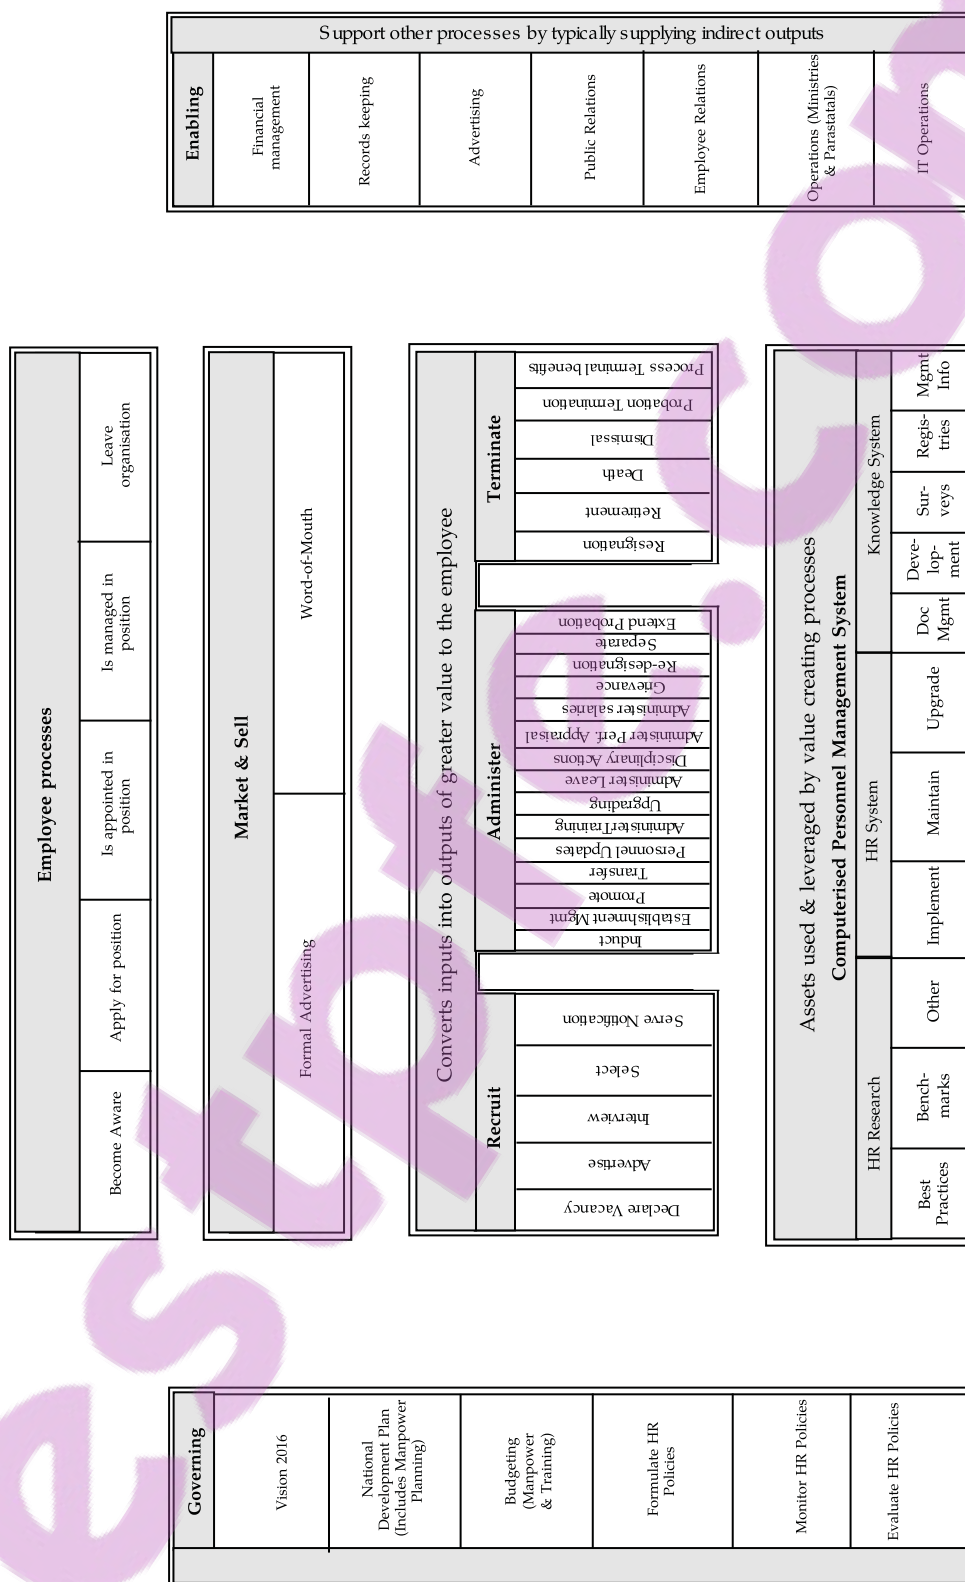 Support other processes by typically supplying indirect outputs
Enabling
Financial
management
Records keeping
Advertising
Public Relations
Employee Relations
Operations (Ministries
& Parastatals)
IT Operations
Employee processes
Become Aware
Apply for position
Is appointed in
position
Is managed in
position
Leave
organisation
Market & Sell
Formal Advertising
Word-of-Mouth
Converts inputs into outputs of greater value to the employee
Recruit
Declare Vacancy
Advertise
Interview
Select
Serve Notification
Administer
Induct
Establishment Mgmt
Promote
Transfer
Personnel Updates
AdministerTraining
Upgrading
Administer Leave
Disciplinary Actions
Administer Perf. Appraisal
Administer salaries
Grievance
Re-designation
Separate
Extend Probation
Terminate
Resignation
Retirement
Death
Dismissal
Probation Termination
Process Terminal benefits
Assets used & leveraged by value creating processes
Computerised Personnel Management System
HR Research
Best
Practices
Bench-
marks
Other
HR System
Implement
Maintain
Upgrade
Knowledge System
Doc
Mgmt
Deve-
lop-
ment
Sur-
veys
Regis-
tries
Mgmt
Info
Governing
Vision 2016
National
Development Plan
(Includes Manpower
Planning)
Budgeting
(Manpower
& Training)
Formulate HR
Policies
Monitor HR Policies
Evaluate HR Policies
estpfe.com